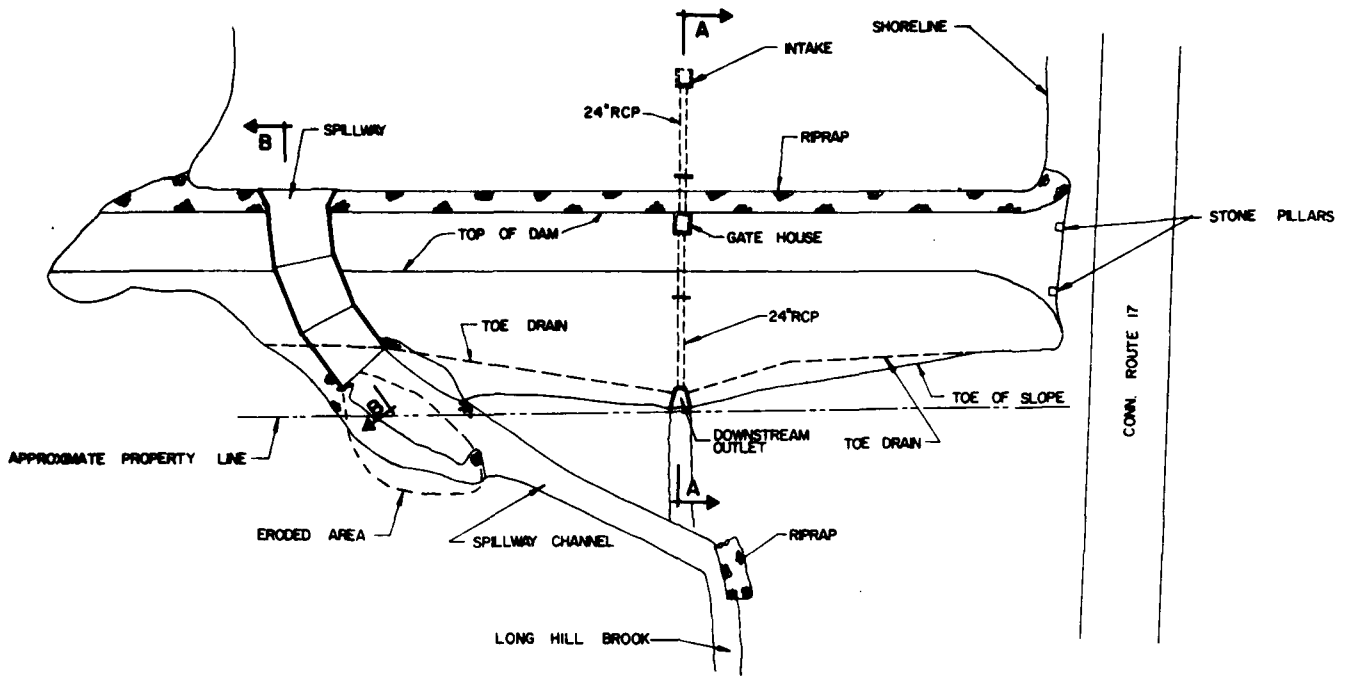 A
INTAKE
SHORELINE
24"RCP
B
SPILLWAY
RIPRAP
STONE PILLARS
TOP OF DAM
GATE HOUSE
24"RCP
TOE DRAIN
CONN. ROUTE 17
TOE OF SLOPE
B
DOWNSTREAM
OUTLET
TOE DRAIN
APPROXIMATE PROPERTY LINE
A
ERODED AREA
SPILLWAY CHANNEL
RIPRAP
LONG HILL BROOK